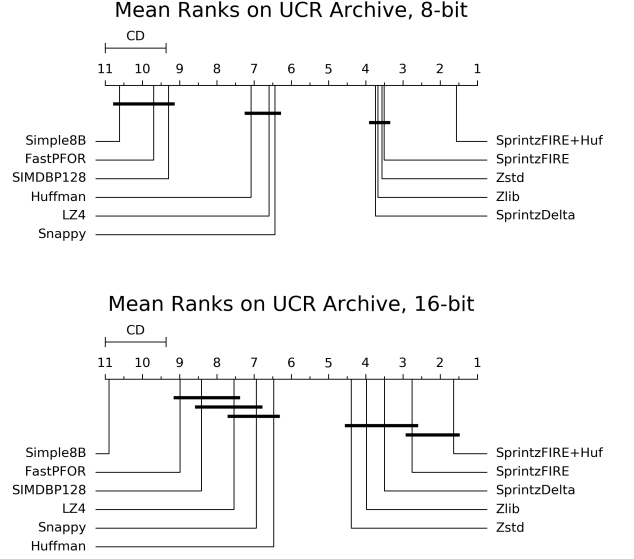 Mean Ranks on UCR Archive, 8-bit
CD
11 10 9 8 7 6 5 4 3 2 1
Simple8B SprintzFIRE+Huf
FastPFOR SprintzFIRE
SIMDBP128 Zstd
Huffman Zlib
LZ4 SprintzDelta
Snappy
Mean Ranks on UCR Archive, 16-bit
CD
11 10 9 8 7 6 5 4 3 2 1
Simple8B SprintzFIRE+Huf
FastPFOR SprintzFIRE
SIMDBP128 SprintzDelta
LZ4 Zlib
Snappy Zstd
Huffman